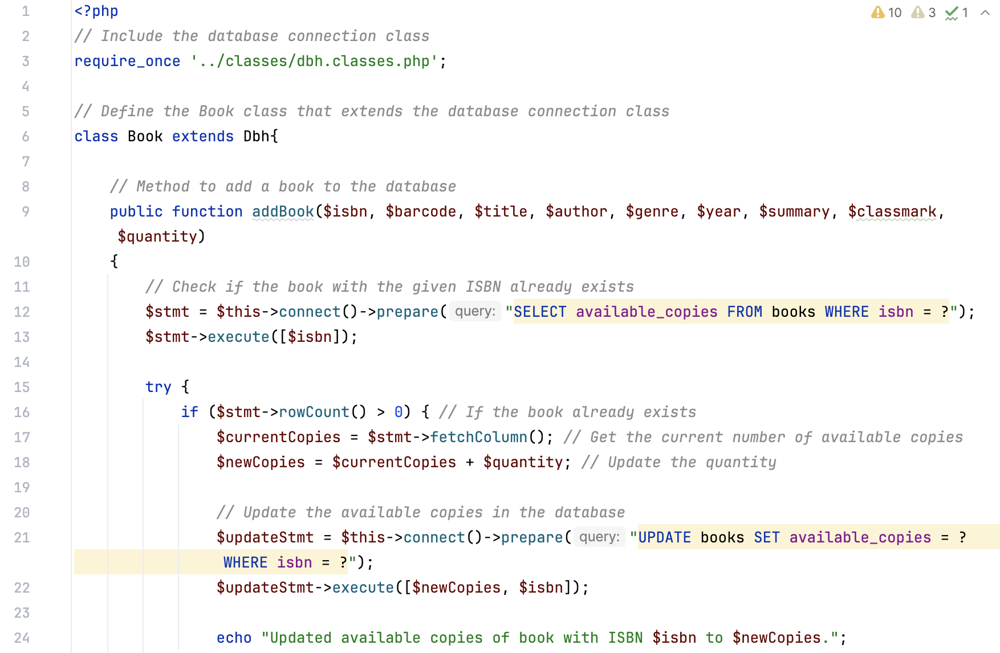 1 <?php
2 // Include the database connection class
3 require_once '../classes/dbh.classes.php';
4
5 // Define the Book class that extends the database connection class
6 class Book extends Dbh{
7
8 // Method to add a book to the database
9 public function addBook($isbn, $barcode, $title, $author, $genre, $year, $summary, $classmark,
$quantity)
10 {
11 // Check if the book with the given ISBN already exists
12 $stmt = $this->connect()->prepare( query: "SELECT available_copies FROM books WHERE isbn = ?");
13 $stmt->execute([$isbn]);
14
15 try {
16 if ($stmt->rowCount() > 0) { // If the book already exists
17 $currentCopies = $stmt->fetchColumn(); // Get the current number of available copies
18 $newCopies = $currentCopies + $quantity; // Update the quantity
19
20 // Update the available copies in the database
21 $updateStmt = $this->connect()->prepare( query: "UPDATE books SET available_copies = ?
WHERE isbn = ?");
22 $updateStmt->execute([$newCopies, $isbn]);
23
24 echo "Updated available copies of book with ISBN $isbn to $newCopies.";
10 3 1